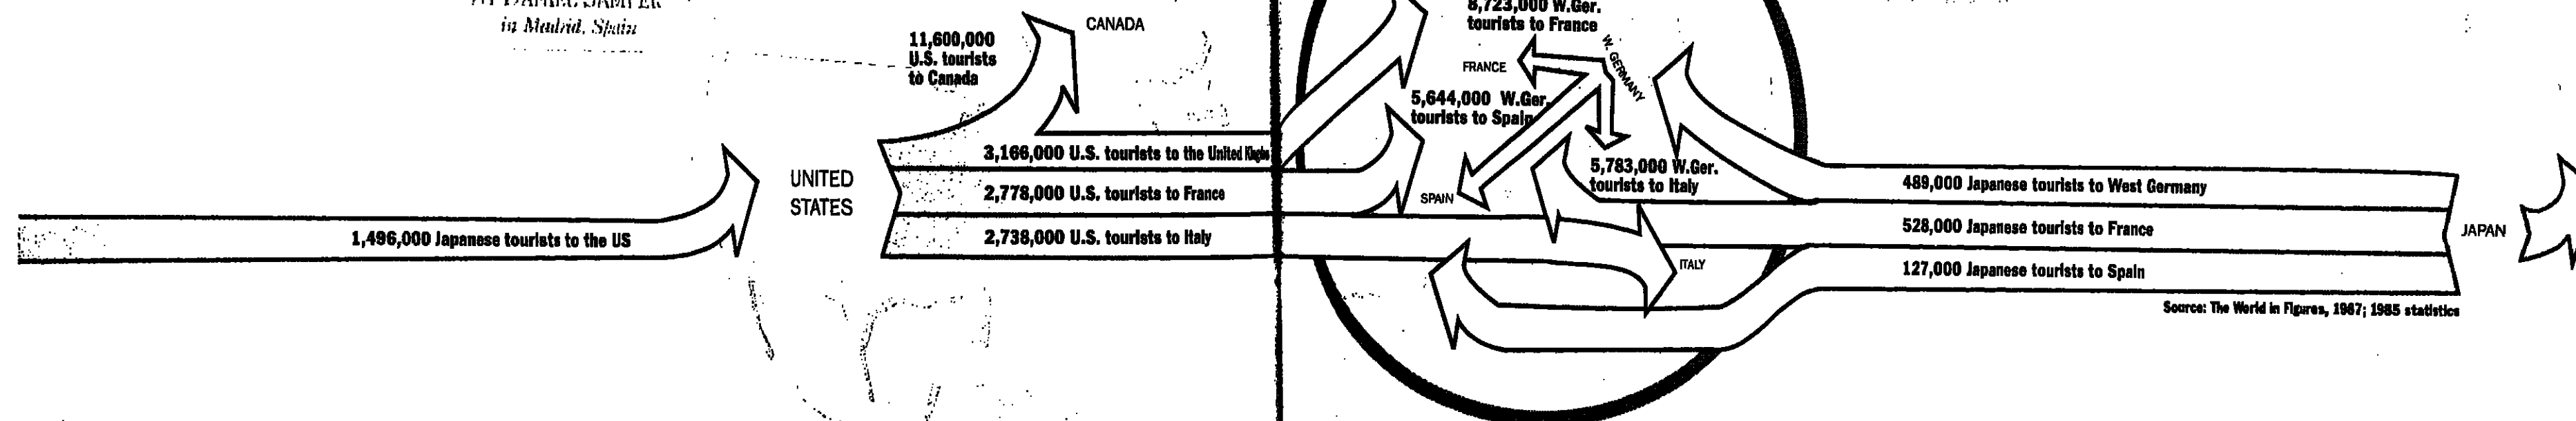 in Madrid, Spain
CANADA
11,600,000
U.S. tourists
to Canada
3,166,000 U.S. tourists to the United
UNITED
STATES
2,778,000 U.S. tourists to France
2,738,000 U.S. tourists to Italy
1,496,000 Japanese tourists to the US
8,723,000 W.Ger.
tourists to France
FRANCE
W. GERMANY
5,644,000 W.Ger.
tourists to Spain
SPAIN
5,783,000 W.Ger.
tourists to Italy
ITALY
489,000 Japanese tourists to West Germany
528,000 Japanese tourists to France
127,000 Japanese tourists to Spain
JAPAN
Source: The World in Figures, 1987; 1985 statistics